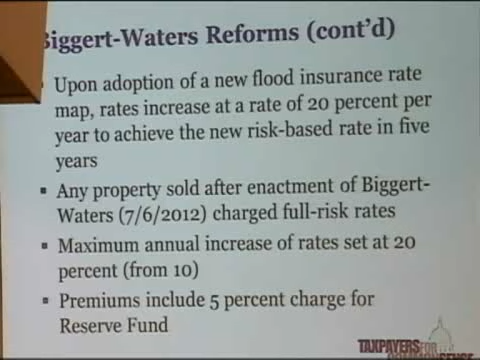 Biggert-Waters Reforms (cont'd)
Upon adoption of a new flood insurance rate
map, rates increase at a rate of 20 percent per
year to achieve the new risk-based rate in five
years
▪ Any property sold after enactment of Biggert-
Waters (7/6/2012) charged full-risk rates
▪ Maximum annual increase of rates set at 20
percent (from 10)
▪ Premiums include 5 percent charge for
Reserve Fund
TAXPAYERS FOR
COMMON SENSE